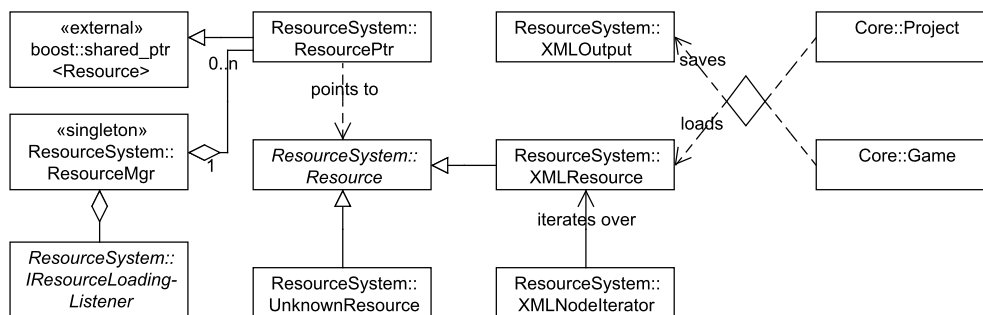 «external»
boost::shared_ptr
<Resource>
ResourceSystem::
ResourcePtr
ResourceSystem::
XMLOutput
Core::Project
0..n
points to
saves
loads
«singleton»
ResourceSystem::
ResourceMgr
1
ResourceSystem::
Resource
ResourceSystem::
XMLResource
Core::Game
iterates over
ResourceSystem::
IResourceLoading-
Listener
ResourceSystem::
UnknownResource
ResourceSystem::
XMLNodeIterator